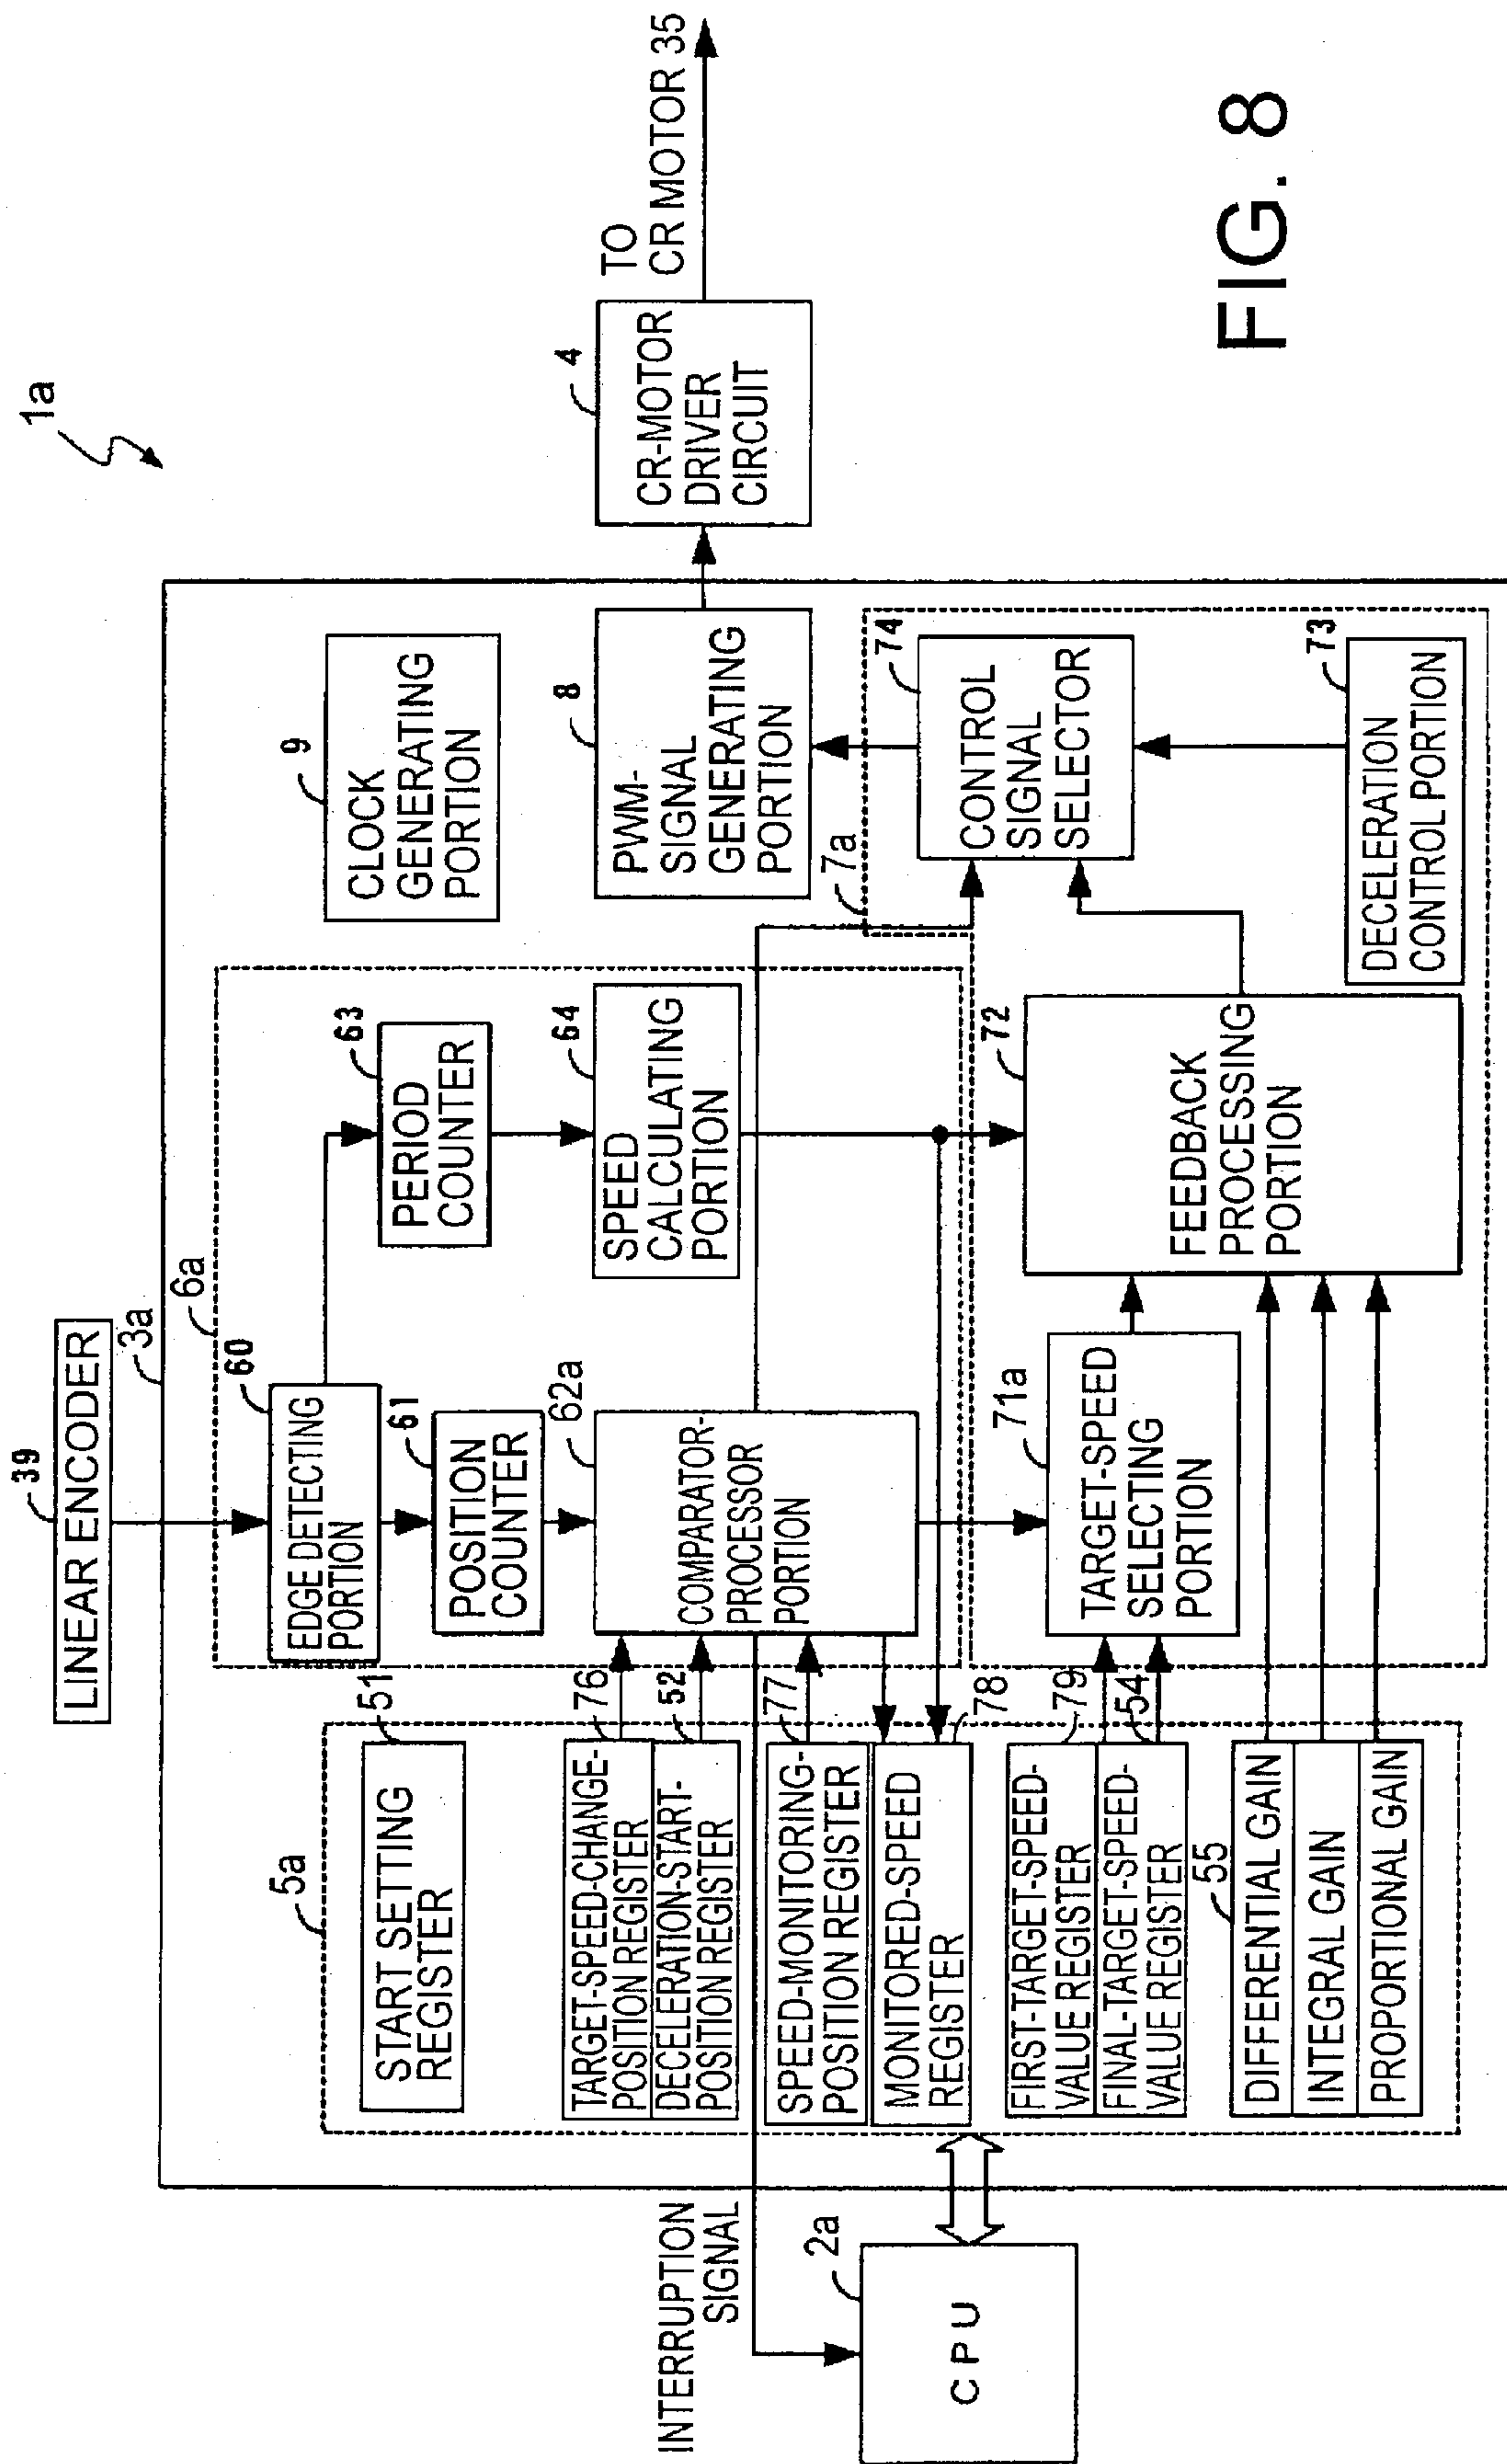 1a
39
LINEAR ENCODER
3a
INTERRUPTION
SIGNAL
2a
CPU
5a
START SETTING
REGISTER
51
TARGET-SPEED-CHANGE-
POSITION REGISTER
76
DECELERATION-START-
POSITION REGISTER
52
SPEED-MONITORING-
POSITION REGISTER
77
MONITORED-SPEED
REGISTER
78
FIRST-TARGET-SPEED-
VALUE REGISTER
79
FINAL-TARGET-SPEED-
VALUE REGISTER
54
55
DIFFERENTIAL GAIN
INTEGRAL GAIN
PROPORTIONAL GAIN
6a
60
EDGE DETECTING
PORTION
61
POSITION
COUNTER
62a
COMPARATOR-
PROCESSOR
PORTION
63
PERIOD
COUNTER
64
SPEED
CALCULATING
PORTION
7a
71a
TARGET-SPEED
SELECTING
PORTION
72
FEEDBACK
PROCESSING
PORTION
73
DECELERATION
CONTROL PORTION
74
CONTROL
SIGNAL
SELECTOR
9
CLOCK
GENERATING
PORTION
8
PWM-
SIGNAL
GENERATING
PORTION
4
CR-MOTOR
DRIVER
CIRCUIT
TO
CR MOTOR 35
FIG. 8